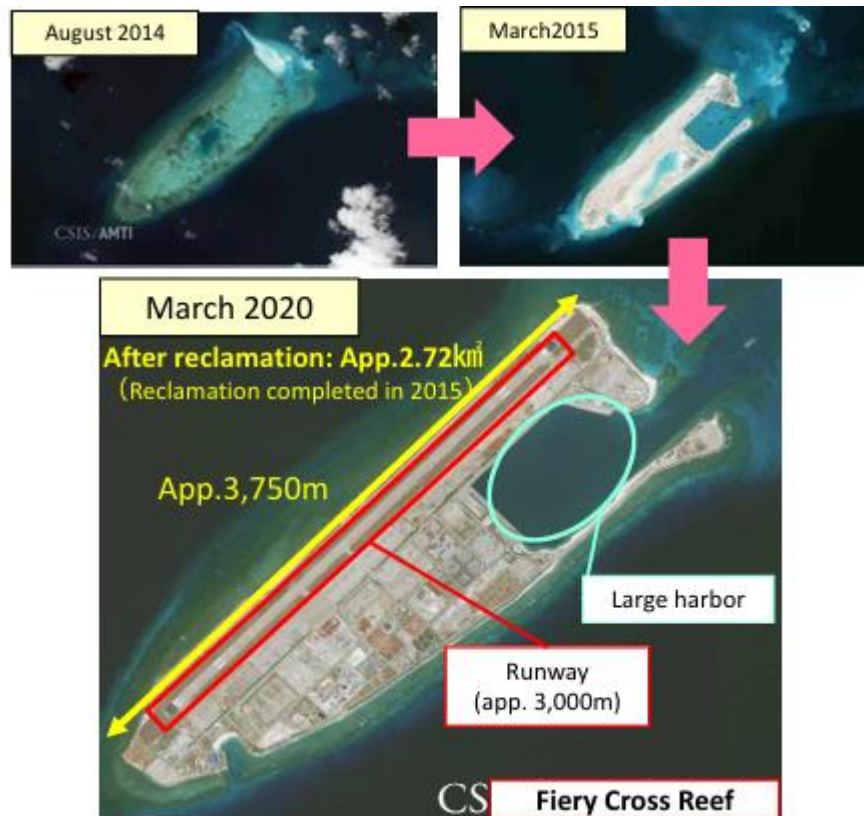 August 2014
March2015
CSIS/AMTI
March 2020
After reclamation: App.2.72㎢
(Reclamation completed in 2015)
App.3,750m
Large harbor
Runway
(app. 3,000m)
CS
Fiery Cross Reef